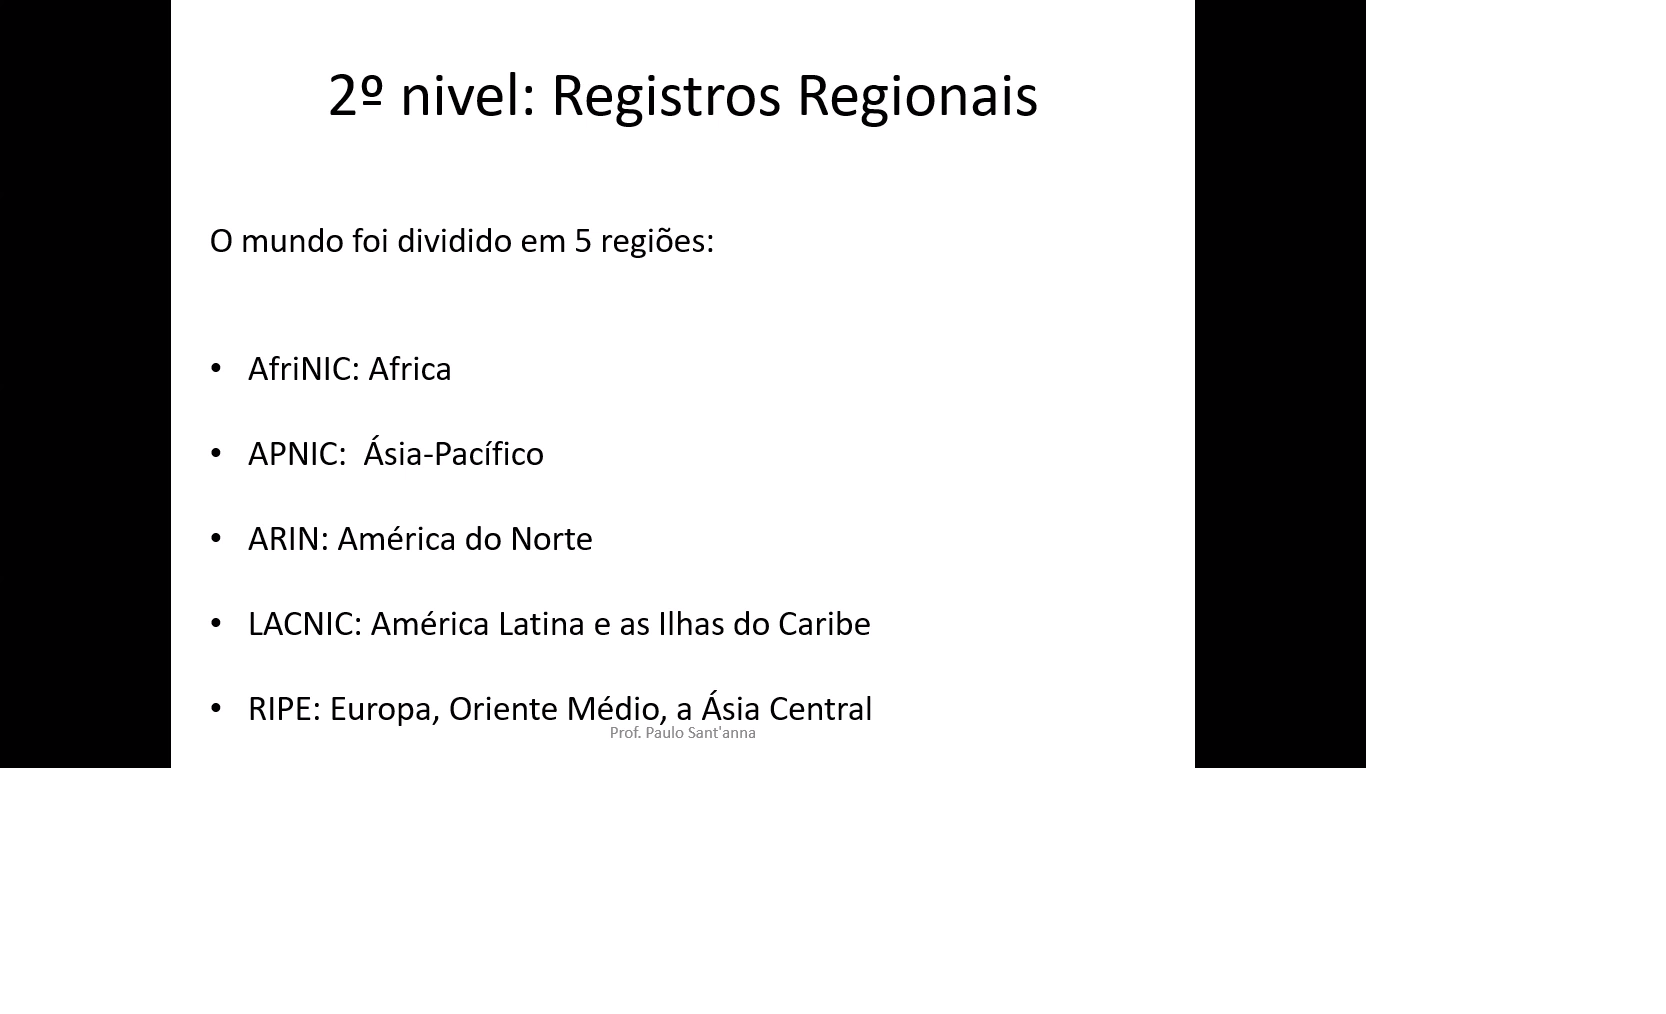 2º nivel: Registros Regionais
O mundo foi dividido em 5 regiões:
• AfriNIC: Africa
• APNIC:  Ásia-Pacífico
• ARIN: América do Norte
• LACNIC: América Latina e as Ilhas do Caribe
• RIPE: Europa, Oriente Médio, a Ásia Central
Prof. Paulo Sant'anna